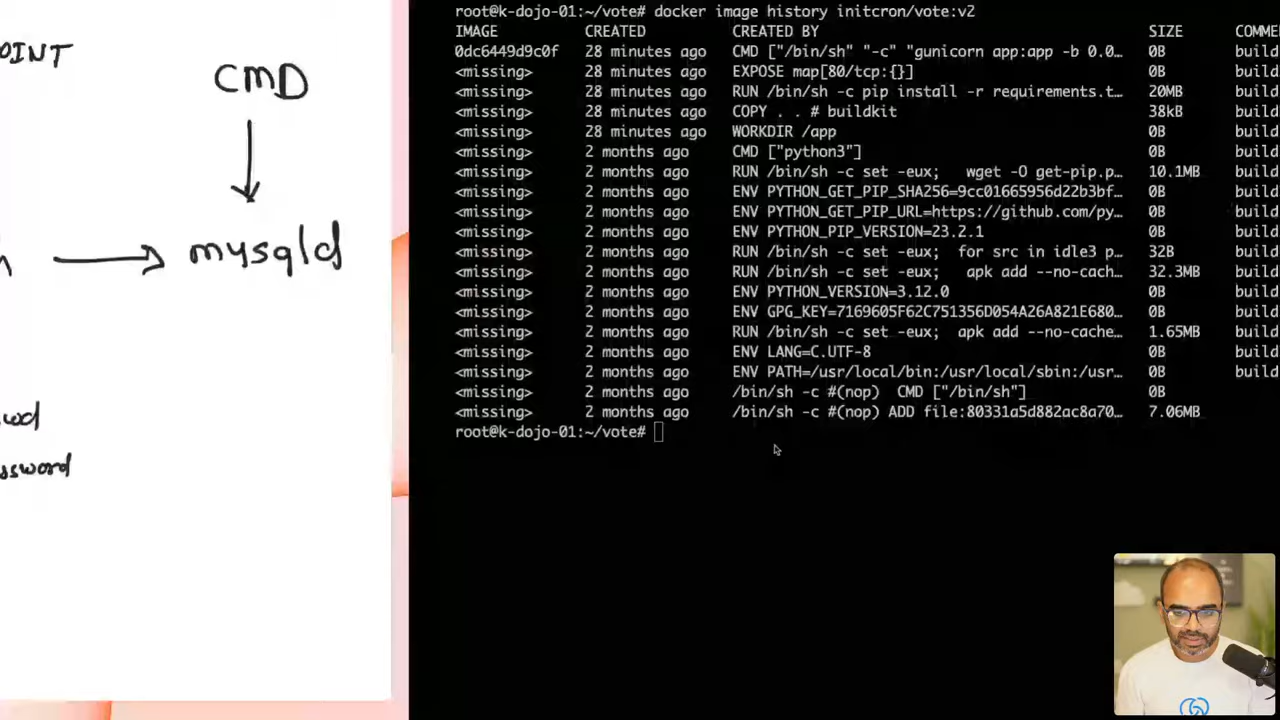 OINT
CMD
mysqld
wd
ssword
root@k-dojo-01:~/vote# docker image history initcron/vote:v2
IMAGE CREATED CREATED BY SIZE COMME
0dc6449d9c0f 28 minutes ago CMD ["/bin/sh" "-c" "gunicorn app:app -b 0.0… 0B build
<missing> 28 minutes ago EXPOSE map[80/tcp:{}] 0B build
<missing> 28 minutes ago RUN /bin/sh -c pip install -r requirements.t… 20MB build
<missing> 28 minutes ago COPY . . # buildkit 38kB build
<missing> 28 minutes ago WORKDIR /app 0B build
<missing> 2 months ago CMD ["python3"] 0B build
<missing> 2 months ago RUN /bin/sh -c set -eux; wget -O get-pip.p… 10.1MB build
<missing> 2 months ago ENV PYTHON_GET_PIP_SHA256=9cc01665956d22b3bf… 0B build
<missing> 2 months ago ENV PYTHON_GET_PIP_URL=https://github.com/py… 0B build
<missing> 2 months ago ENV PYTHON_PIP_VERSION=23.2.1 0B build
<missing> 2 months ago RUN /bin/sh -c set -eux; for src in idle3 p… 32B build
<missing> 2 months ago RUN /bin/sh -c set -eux; apk add --no-cach… 32.3MB build
<missing> 2 months ago ENV PYTHON_VERSION=3.12.0 0B build
<missing> 2 months ago ENV GPG_KEY=7169605F62C751356D054A26A821E680… 0B build
<missing> 2 months ago RUN /bin/sh -c set -eux; apk add --no-cache… 1.65MB build
<missing> 2 months ago ENV LANG=C.UTF-8 0B build
<missing> 2 months ago ENV PATH=/usr/local/bin:/usr/local/sbin:/usr… 0B build
<missing> 2 months ago /bin/sh -c #(nop) CMD ["/bin/sh"] 0B
<missing> 2 months ago /bin/sh -c #(nop) ADD file:80331a5d882ac8a70… 7.06MB
root@k-dojo-01:~/vote#